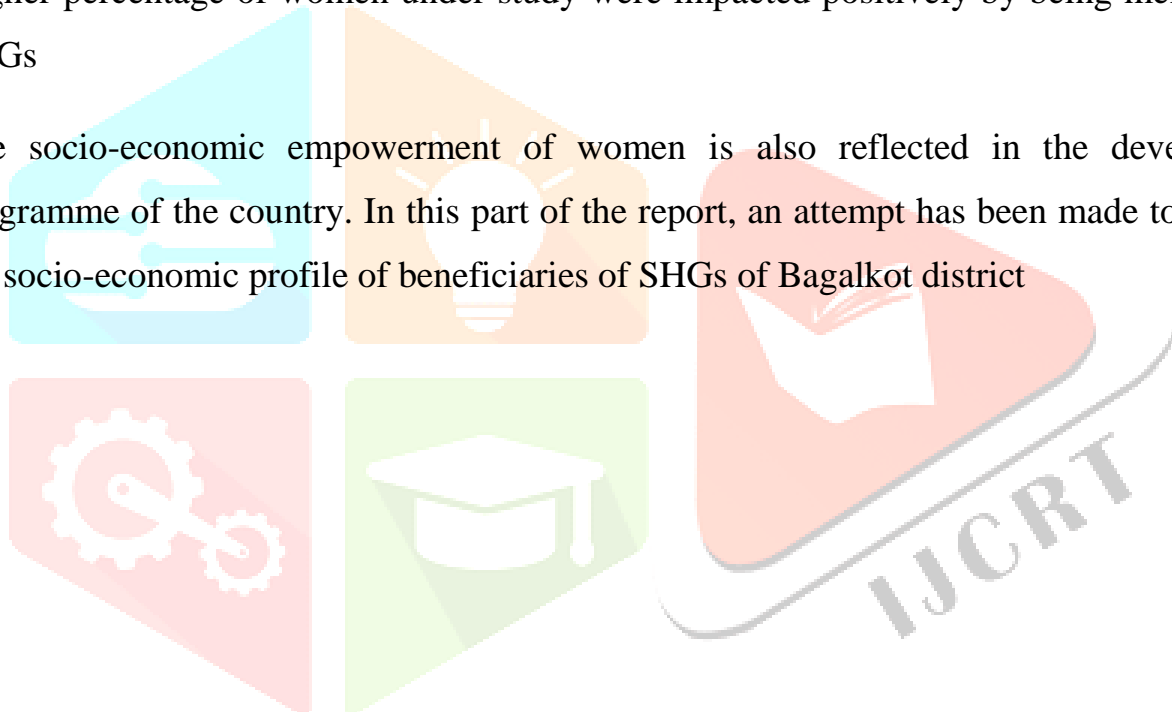 higher percentage of women under study were impacted positively by being
Gs
socio-economic empowerment of women is also reflected in the
gramme of the country. In this part of the report, an attempt has been made to
socio-economic profile of beneficiaries of SHGs of Bagalkot district
IJCRT